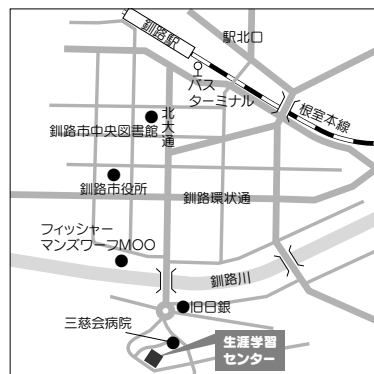 釧路駅
駅北口
バス
ターミナル
根室本線
北大通
釧路市中央図書館
釧路市役所
釧路環状通
フィッシャー
マンズワーフMOO
釧路川
旧日銀
三慈会病院
生涯学習
センター